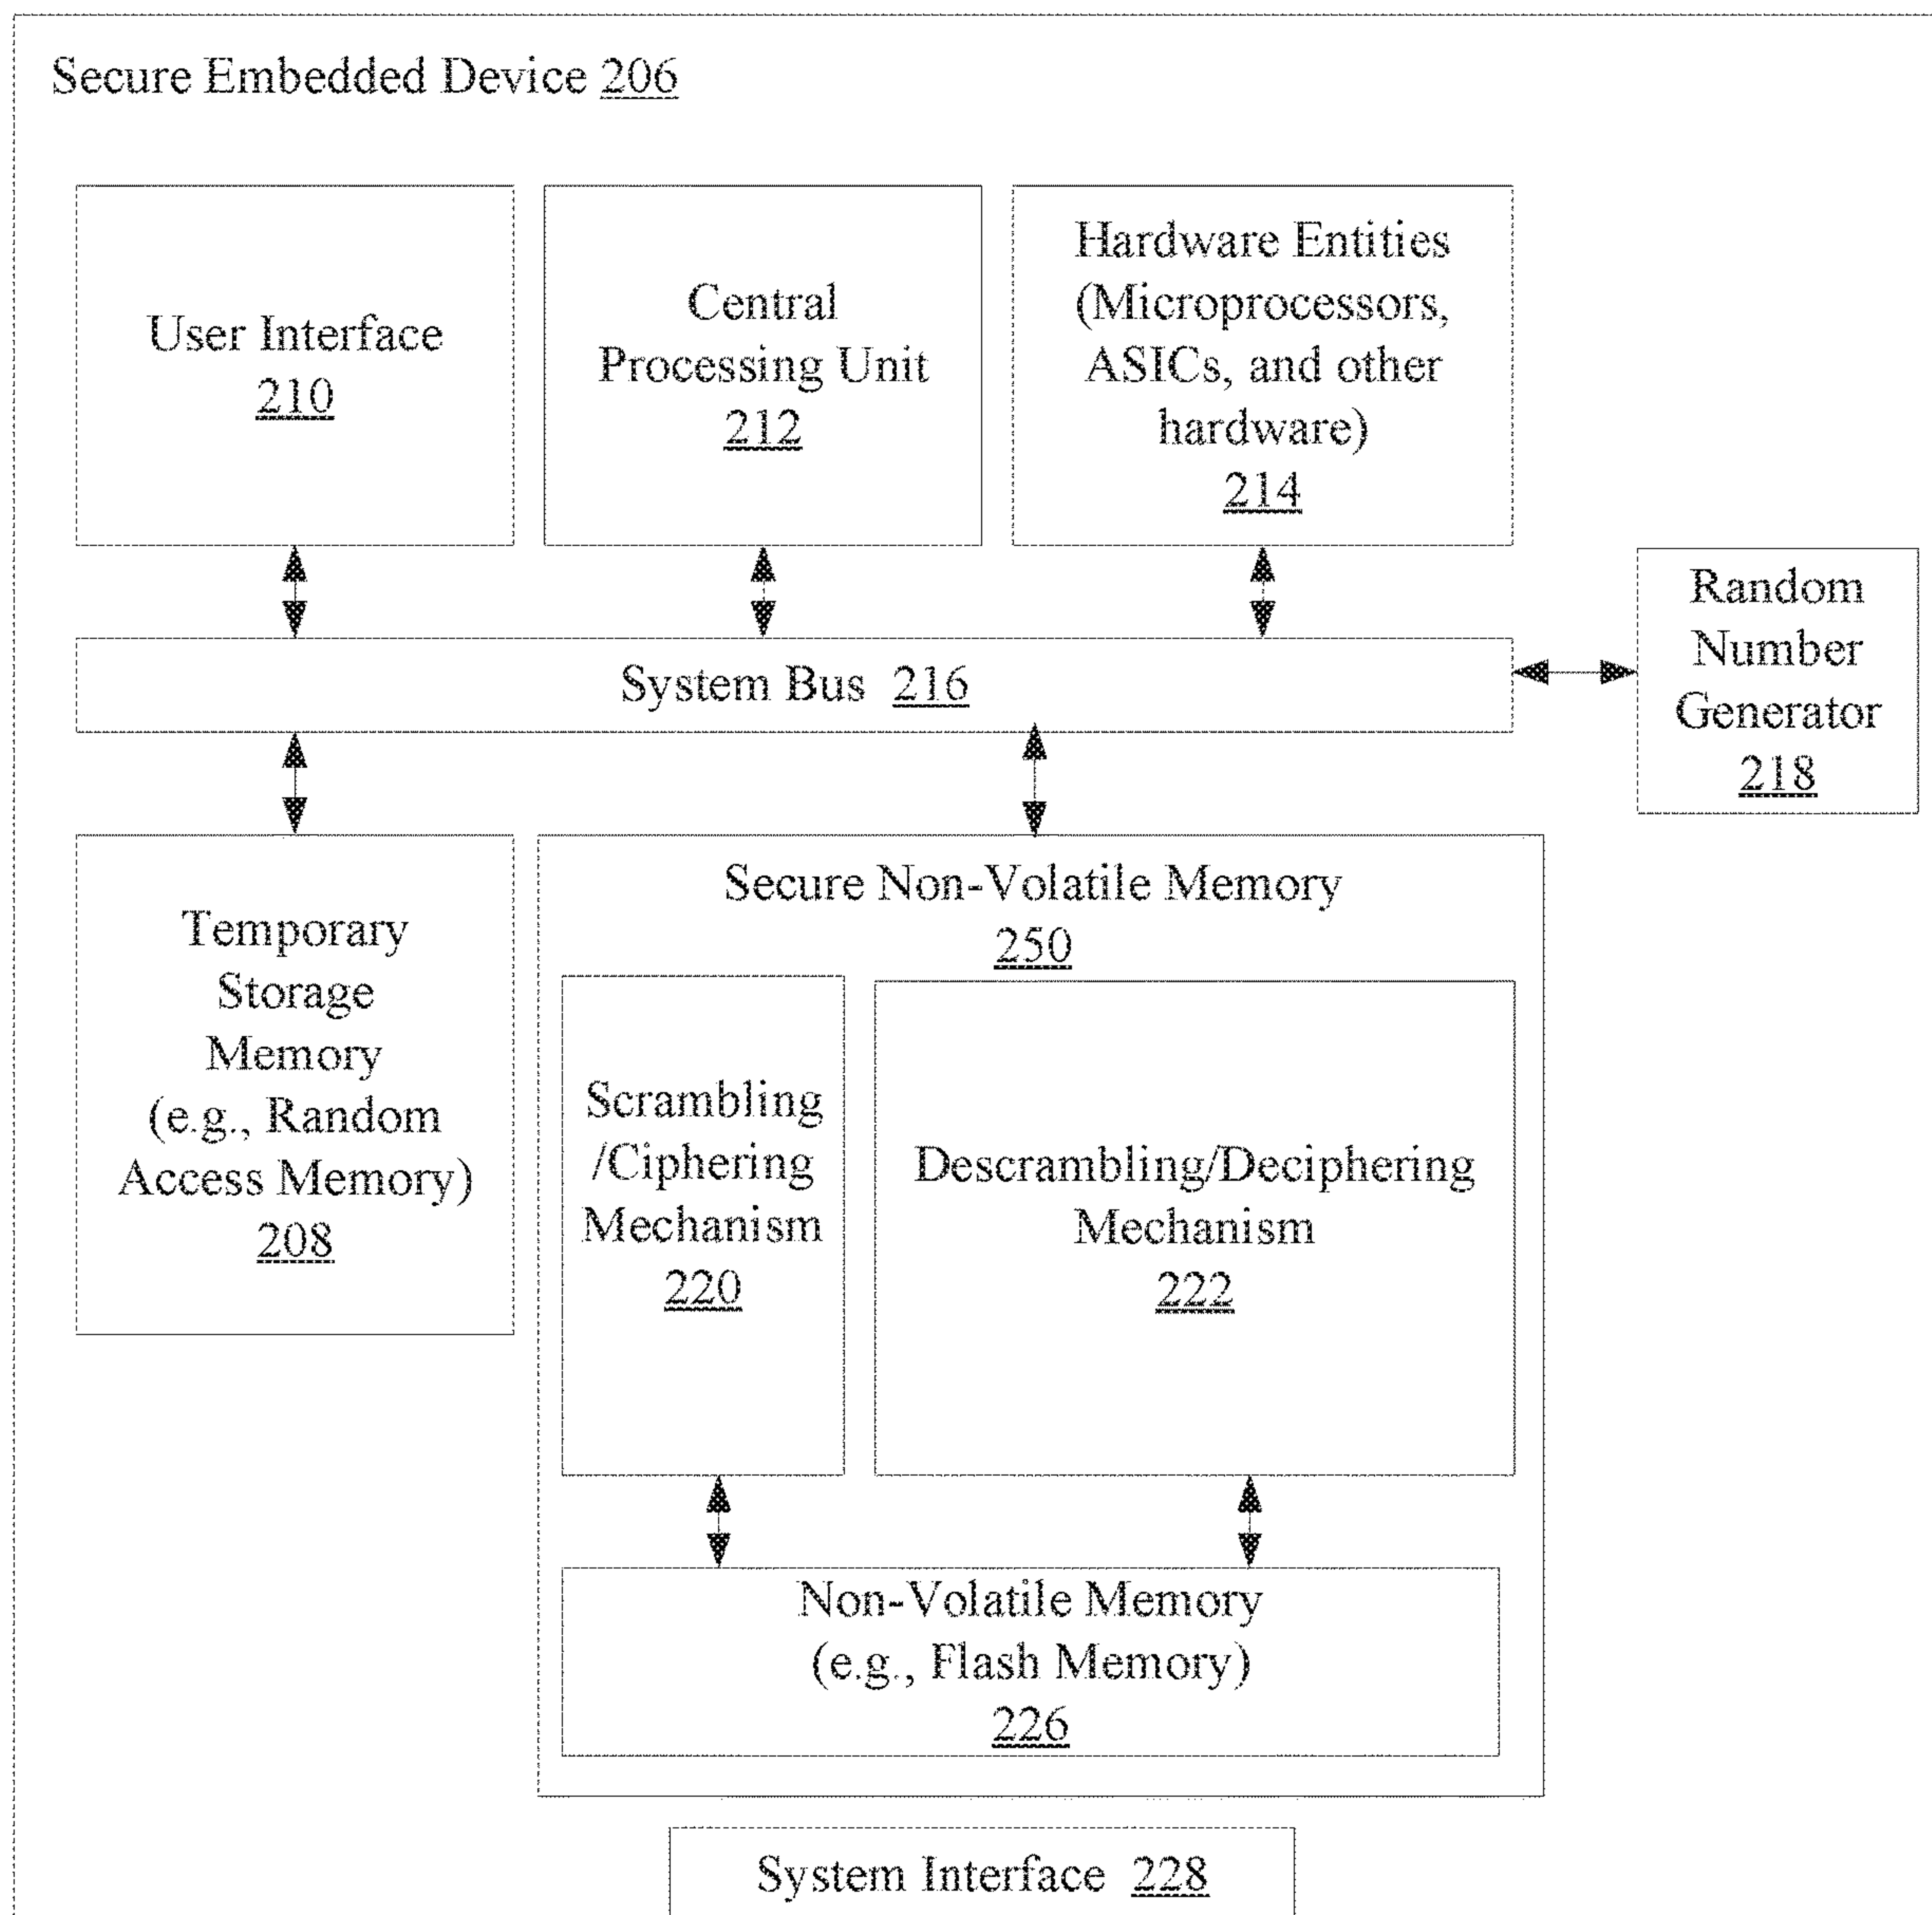 Secure Embedded Device 206
User Interface
210
Central
Processing Unit
212
Hardware Entities
(Microprocessors,
ASICs, and other
hardware)
214
Random
Number
Generator
218
System Bus 216
Temporary
Storage
Memory
(e.g., Random
Access Memory)
208
Secure Non-Volatile Memory
250
Scrambling
/Ciphering
Mechanism
220
Descrambling/Deciphering
Mechanism
222
Non-Volatile Memory
(e.g., Flash Memory)
226
System Interface 228